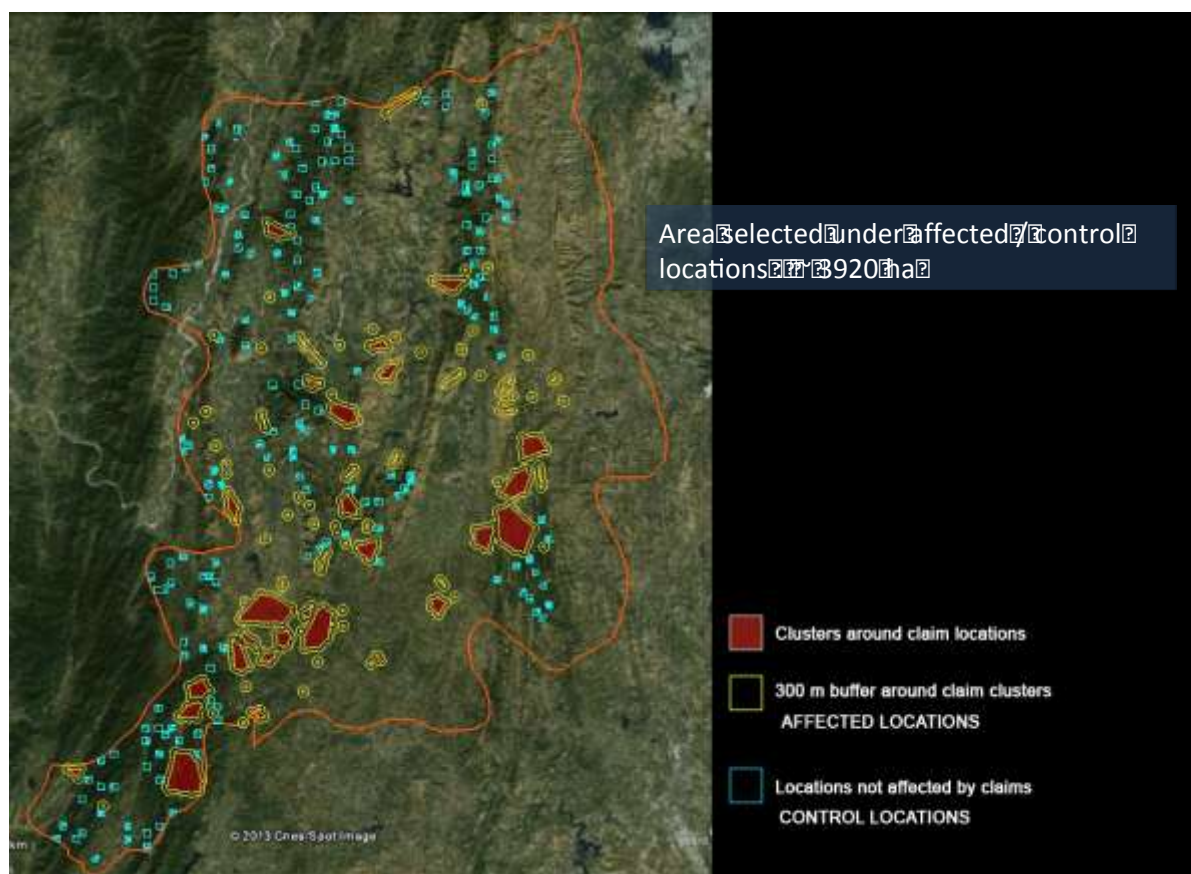 Area⍰selected⍰under⍰affected⍰/⍰control⍰
locations⍰⍰~⍰3920⍰ha⍰
Clusters around claim locations
300 m buffer around claim clusters
AFFECTED LOCATIONS
Locations not affected by claims
CONTROL LOCATIONS
© 2013 Cnes/Spot Image
km